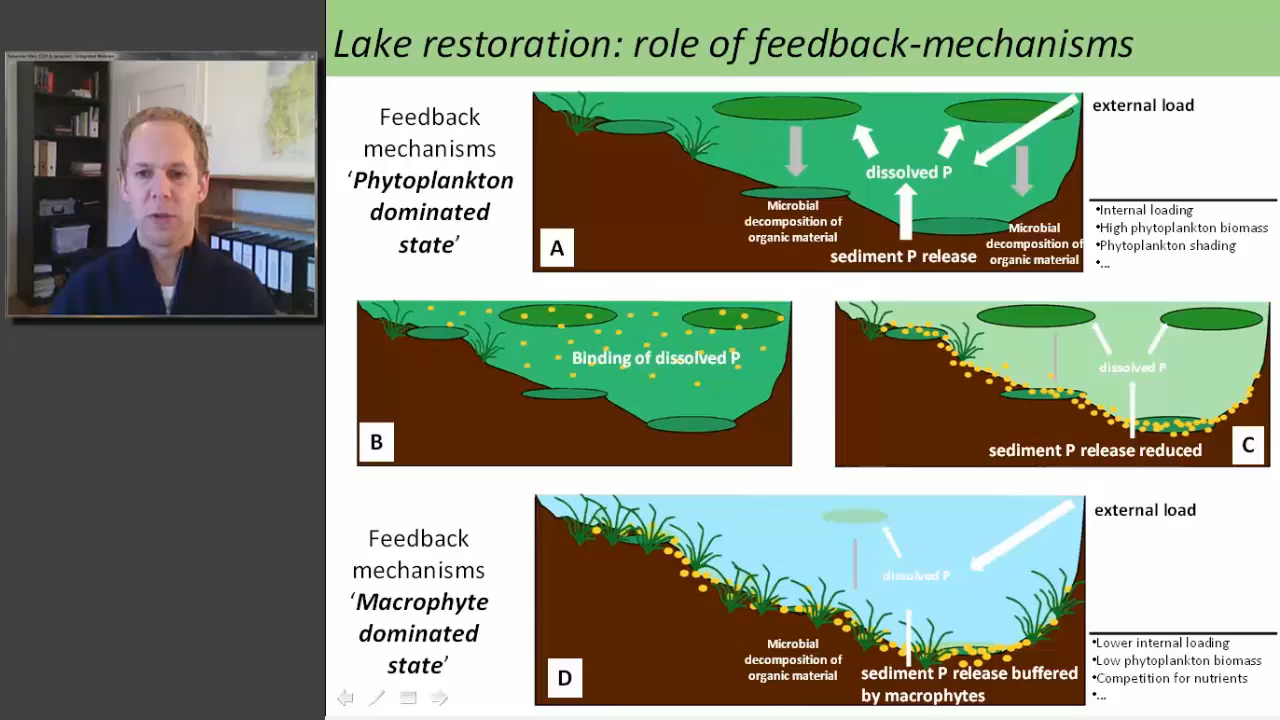 Lake restoration: role of feedback-mechanisms
Feedback
mechanisms
‘Phytoplankton
dominated
state’
external load
dissolved P
Microbial
decomposition of
organic material
sediment P release
Microbial
decomposition of
organic material
A
•Internal loading
•High phytoplankton biomass
•Phytoplankton shading
•...
Binding of dissolved P
B
dissolved P
sediment P release reduced
C
Feedback
mechanisms
‘Macrophyte
dominated
state’
external load
dissolved P
Microbial
decomposition of
organic material
sediment P release buffered
by macrophytes
D
•Lower internal loading
•Low phytoplankton biomass
•Competition for nutrients
•...